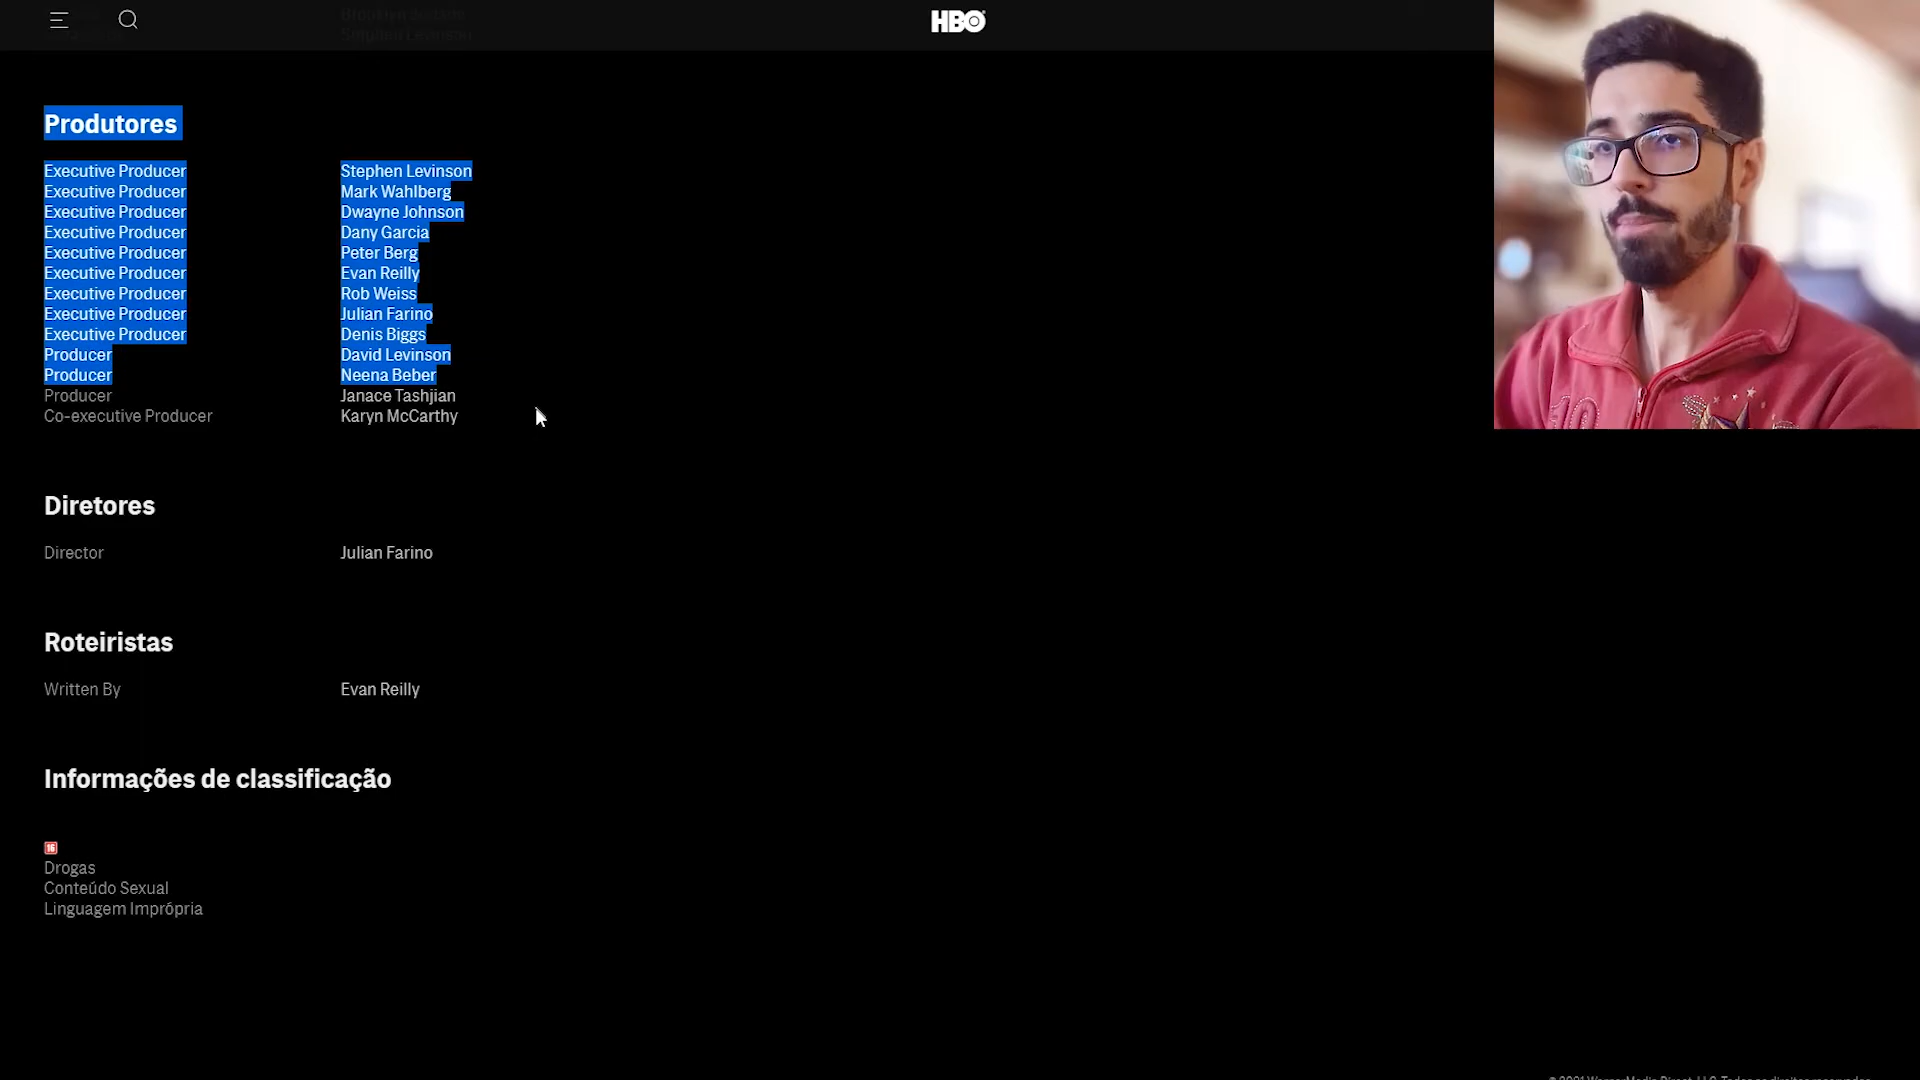 HBO
Produtores
Executive Producer Stephen Levinson
Executive Producer Mark Wahlberg
Executive Producer Dwayne Johnson
Executive Producer Dany Garcia
Executive Producer Peter Berg
Executive Producer Evan Reilly
Executive Producer Rob Weiss
Executive Producer Julian Farino
Executive Producer Denis Biggs
Producer David Levinson
Producer Neena Beber
Producer Janace Tashjian
Co-executive Producer Karyn McCarthy
Diretores
Director Julian Farino
Roteiristas
Written By Evan Reilly
Informações de classificação
16
Drogas
Conteúdo Sexual
Linguagem Imprópria